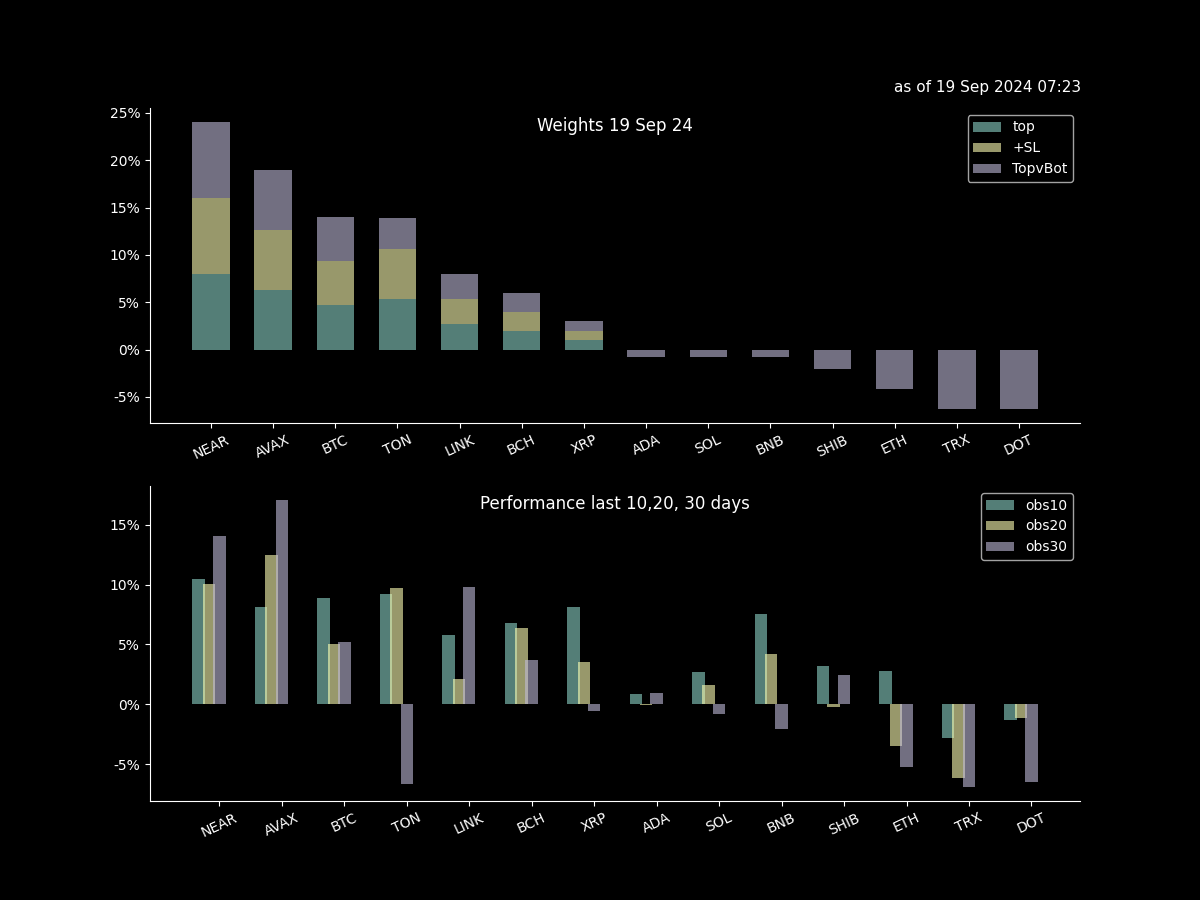 as of 19 Sep 2024 07:23
Weights 19 Sep 24
top
+SL
TopvBot
25%
20%
15%
10%
5%
0%
-5%
NEAR AVAX BTC TON LINK BCH XRP ADA SOL BNB SHIB ETH TRX DOT
Performance last 10,20, 30 days
obs10
obs20
obs30
15%
10%
5%
0%
-5%
NEAR AVAX BTC TON LINK BCH XRP ADA SOL BNB SHIB ETH TRX DOT